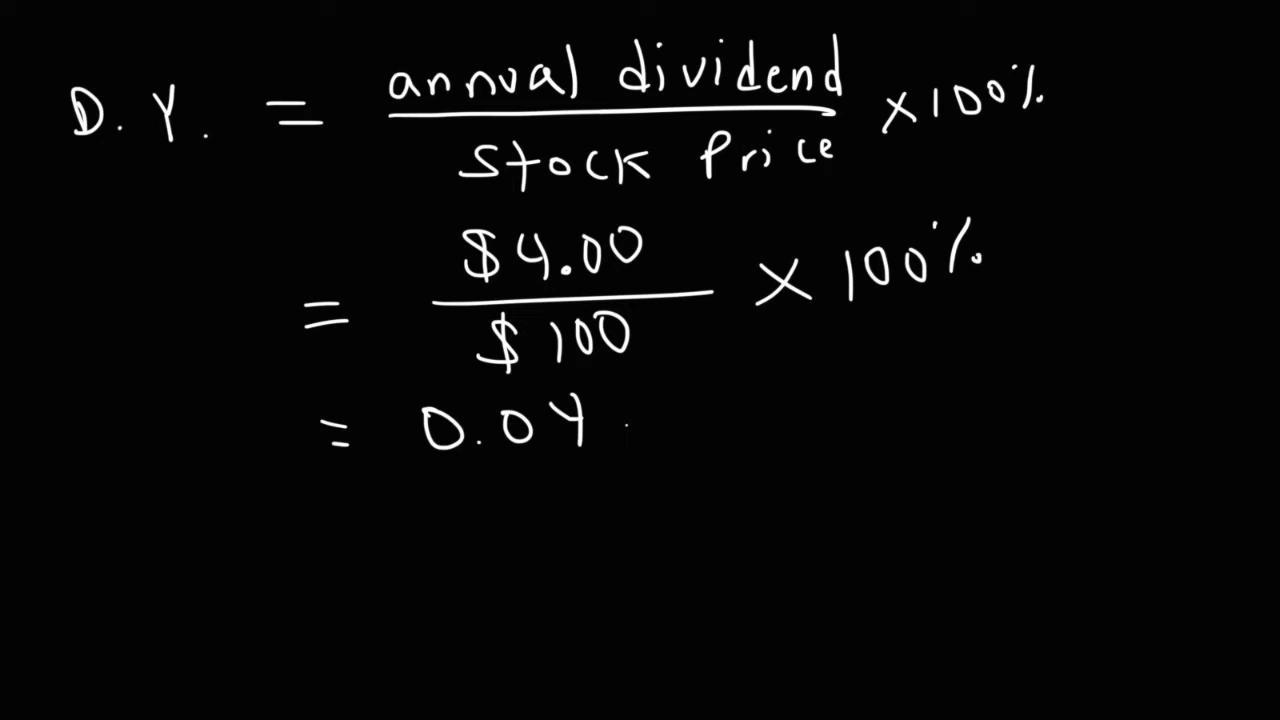 D. Y. = annual dividend / Stock Price × 100%
= $4.00 / $100 × 100%
= 0.04